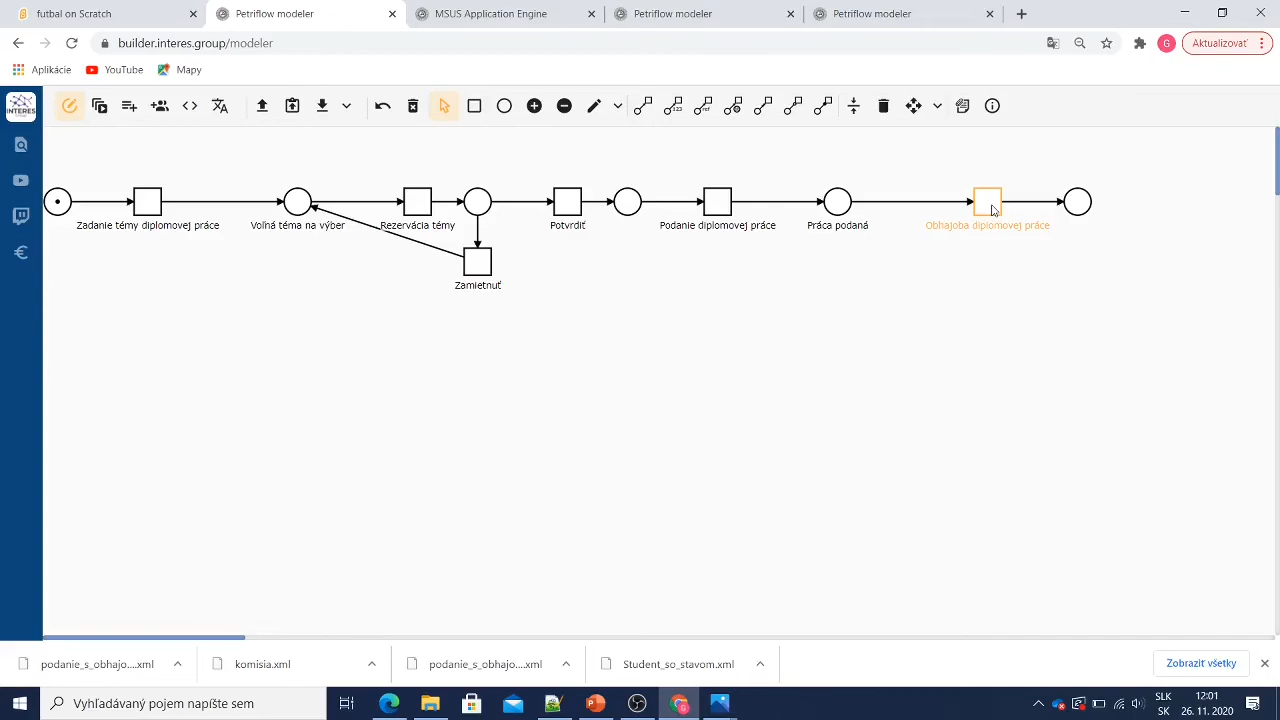 futbal on Scratch
Petriflow modeler
MSUS Application Engine
Petriflow modeler
Petriflow modeler
builder.interes.group/modeler
G
Aktualizovať
Aplikácie
YouTube
Mapy
INTERES
123
ref
Zadanie témy diplomovej práce
Voľná téma na výber
Rezervácia témy
Potvrdiť
Podanie diplomovej práce
Práca podaná
Obhajoba diplomovej práce
Zamietnuť
podanie_s_obhajo....xml
komisia.xml
podanie_s_obhajo....xml
Student_so_stavom.xml
Zobraziť všetky
Vyhľadávaný pojem napíšte sem
SLK
SK
12:01
26. 11. 2020